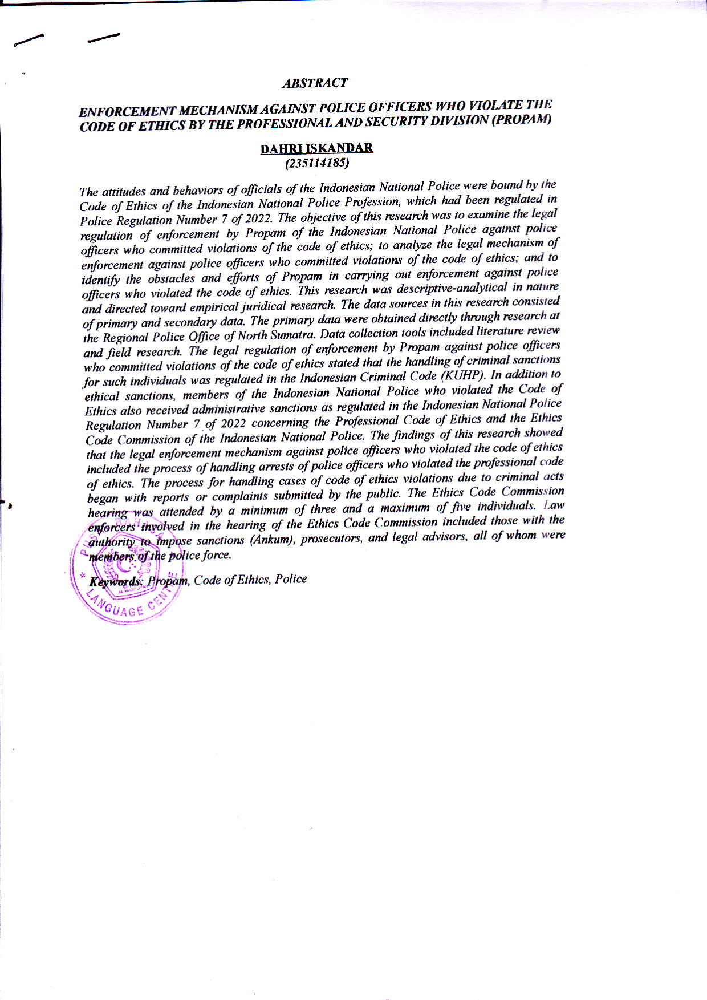 ABSTRACT
ENFORCEMENT MECHANISM AGAINST POLICE OFFICERS WHO VIOLATE THE
CODE OF ETHICS BY THE PROFESSIONAL AND SECURITY DIVISION (PROPAM)
DAHRI ISKANDAR
(235114185)
The attitudes and behaviors of officials of the Indonesian National Police were bound by the
Code of Ethics of the Indonesian National Police Profession, which had been regulated in
Police Regulation Number 7 of 2022. The objective of this research was to examine the legal
regulation of enforcement by Propam of the Indonesian National Police against police
officers who committed violations of the code of ethics; to analyze the legal mechanism of
enforcement against police officers who committed violations of the code of ethics; and to
identify the obstacles and efforts of Propam in carrying out enforcement against police
officers who violated the code of ethics. This research was descriptive-analytical in nature
and directed toward empirical juridical research. The data sources in this research consisted
of primary and secondary data. The primary data were obtained directly through research at
the Regional Police Office of North Sumatra. Data collection tools included literature review
and field research. The legal regulation of enforcement by Propam against police officers
who committed violations of the code of ethics stated that the handling of criminal sanctions
for such individuals was regulated in the Indonesian Criminal Code (KUHP). In addition to
ethical sanctions, members of the Indonesian National Police who violated the Code of
Ethics also received administrative sanctions as regulated in the Indonesian National Police
Regulation Number 7 of 2022 concerning the Professional Code of Ethics and the Ethics
Code Commission of the Indonesian National Police. The findings of this research showed
that the legal enforcement mechanism against police officers who violated the code of ethics
included the process of handling arrests of police officers who violated the professional code
of ethics. The process for handling cases of code of ethics violations due to criminal acts
began with reports or complaints submitted by the public. The Ethics Code Commission
hearing was attended by a minimum of three and a maximum of five individuals. Law
enforcers involved in the hearing of the Ethics Code Commission included those with the
authority to impose sanctions (Ankum), prosecutors, and legal advisors, all of whom were
members of the police force.
Keywords: Propam, Code of Ethics, Police
LANGUAGE CENTRE